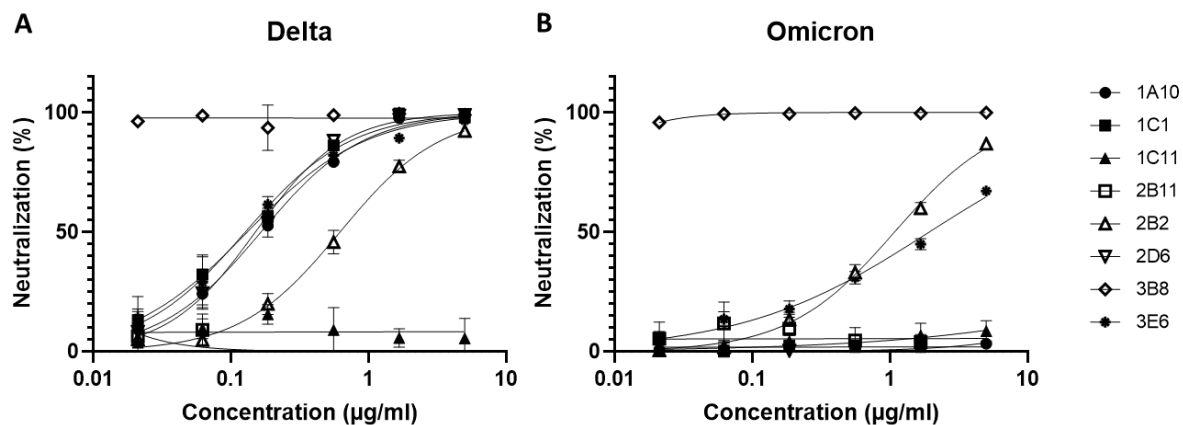 A
Delta
Neutralization (%)
100
50
0
0.01
0.1
1
10
Concentration (µg/ml)
B
Omicron
Neutralization (%)
100
50
0
0.01
0.1
1
10
Concentration (µg/ml)
1A10
1C1
1C11
2B11
2B2
2D6
3B8
3E6